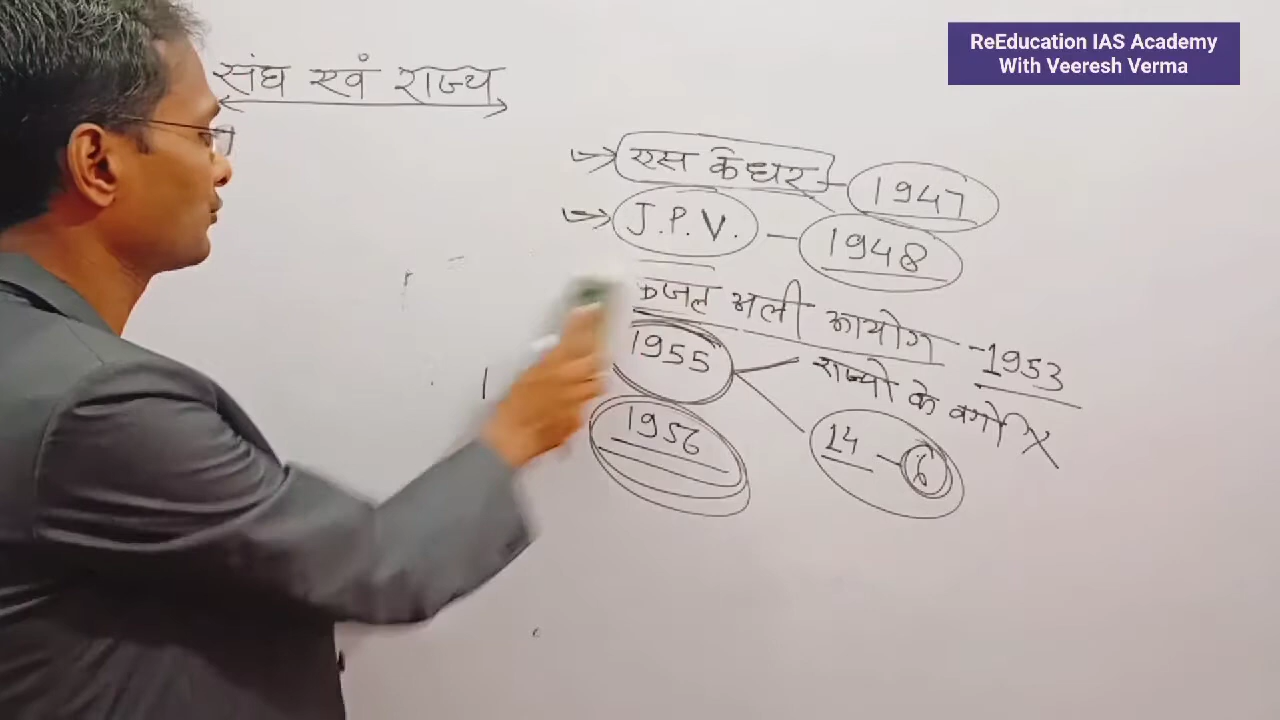 ReEducation IAS Academy
With Veeresh Verma
संघ एवं राज्य
एस के धर - 1947
J.P.V. - 1948
फजल अली आयोग - 1953
1955 राज्यो के वर्गो X
14 - 6
1956